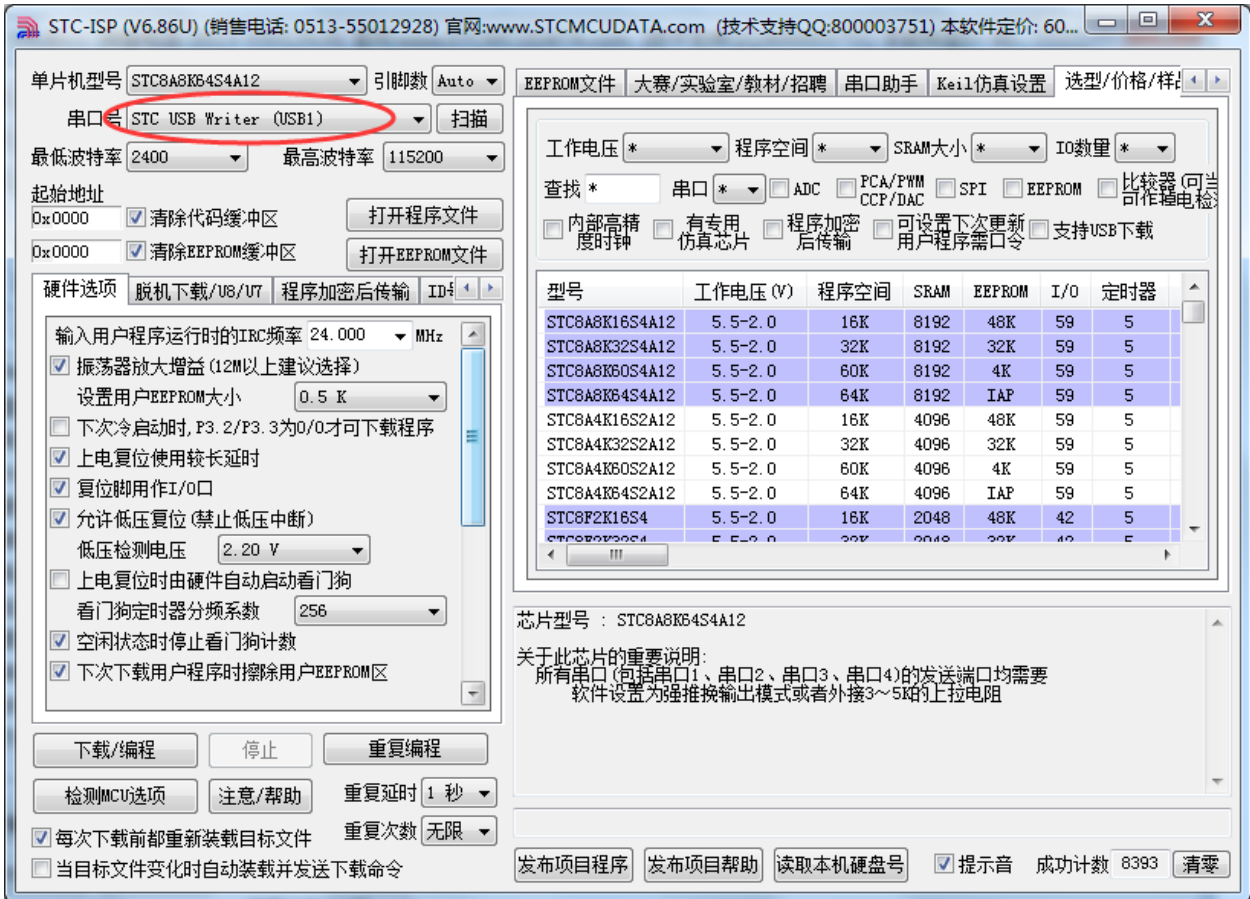 STC-ISP (V6.86U) (销售电话: 0513-55012928) 官网:www.STCMCUDATA.com (技术支持QQ:800003751) 本软件定价: 60...
单片机型号 STC8A8K64S4A12 引脚数 Auto
串口号 STC USB Writer (USB1) 扫描
最低波特率 2400 最高波特率 115200
起始地址
0x0000 清除代码缓冲区 打开程序文件
0x0000 清除EEPROM缓冲区 打开EEPROM文件
硬件选项 脱机下载/U8/U7 程序加密后传输
输入用户程序运行时的IRC频率 24.000 MHz
振荡器放大增益(12M以上建议选择)
设置用户EEPROM大小 0.5 K
下次冷启动时,P3.2/P3.3为0/0才可下载程序
上电复位使用较长延时
复位脚用作I/O口
允许低压复位(禁止低压中断)
低压检测电压 2.20 V
上电复位时由硬件自动启动看门狗
看门狗定时器分频系数 256
空闲状态时停止看门狗计数
下次下载用户程序时擦除用户EEPROM区
下载/编程 停止 重复编程
检测MCU选项 注意/帮助 重复延时 1 秒
每次下载前都重新装载目标文件 重复次数 无限
当目标文件变化时自动装载并发送下载命令
EEPROM文件 大赛/实验室/教材/招聘 串口助手 Keil仿真设置 选型/价格/样
工作电压 * 程序空间 * SRAM大小 * IO数量 *
查找 * 串口 * ADC PCA/PWM CCP/DAC SPI EEPROM 比较器(可当
可作掉电检
内部高精度时钟 有专用仿真芯片 程序加密后传输 可设置下次更新用户程序需口令 支持USB下载
型号 工作电压(V) 程序空间 SRAM EEPROM I/O 定时器
STC8A8K16S4A12 5.5-2.0 16K 8192 48K 59 5
STC8A8K32S4A12 5.5-2.0 32K 8192 32K 59 5
STC8A8K60S4A12 5.5-2.0 60K 8192 4K 59 5
STC8A8K64S4A12 5.5-2.0 64K 8192 IAP 59 5
STC8A4K16S2A12 5.5-2.0 16K 4096 48K 59 5
STC8A4K32S2A12 5.5-2.0 32K 4096 32K 59 5
STC8A4K60S2A12 5.5-2.0 60K 4096 4K 59 5
STC8A4K64S2A12 5.5-2.0 64K 4096 IAP 59 5
STC8F2K16S4 5.5-2.0 16K 2048 48K 42 5
芯片型号 : STC8A8K64S4A12
关于此芯片的重要说明:
所有串口(包括串口1、串口2、串口3、串口4)的发送端口均需要
软件设置为强推挽输出模式或者外接3~5K的上拉电阻
发布项目程序 发布项目帮助 读取本机硬盘号 提示音 成功计数 8393 清零